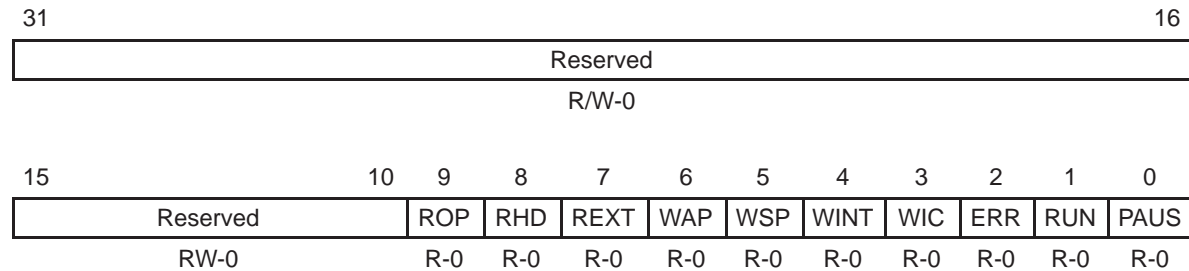 31 16
Reserved
R/W-0
15 10 9 8 7 6 5 4 3 2 1 0
Reserved ROP RHD REXT WAP WSP WINT WIC ERR RUN PAUS
RW-0 R-0 R-0 R-0 R-0 R-0 R-0 R-0 R-0 R-0 R-0